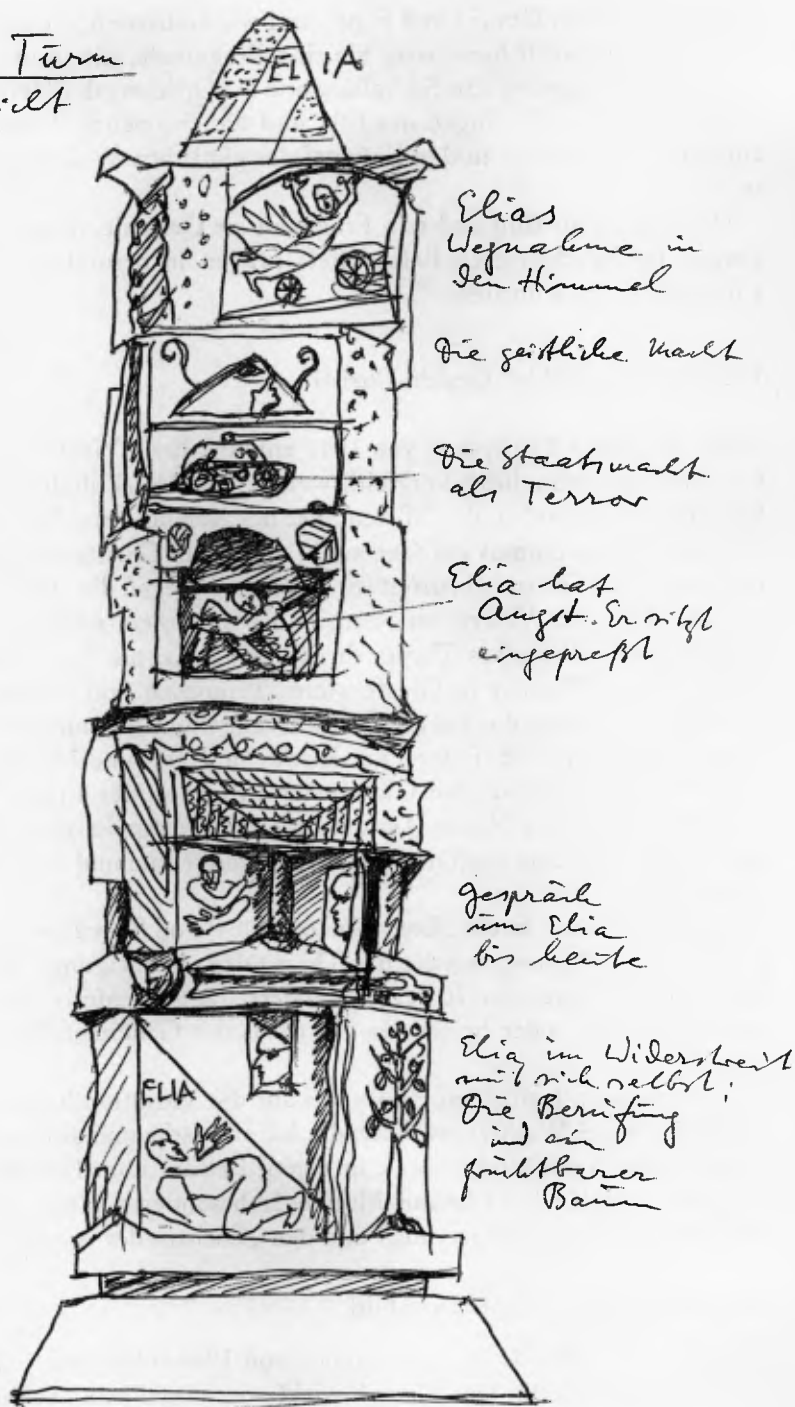 Turm
ELIA
Elias
Wegnahme in
den Himmel
Die geistliche Macht
Die Staatsmacht
als Terror
Elia hat
Angst. Er sitzt
eingepreßt
Gespräch
um Elia
bis heute
ELIA
Elia im Widerstreit
mit sich selbst:
Die Berufung
und ein
fruchtbarer
Baum